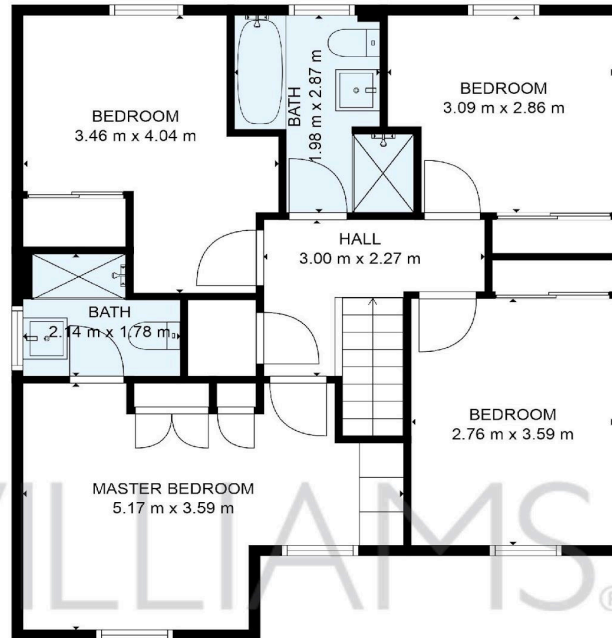 BEDROOM
3.46 m x 4.04 m
BATH
1.98 m x 2.87 m
BEDROOM
3.09 m x 2.86 m
HALL
3.00 m x 2.27 m
BATH
2.14 m x 1.78 m
BEDROOM
2.76 m x 3.59 m
MASTER BEDROOM
5.17 m x 3.59 m
WILLIAMS®